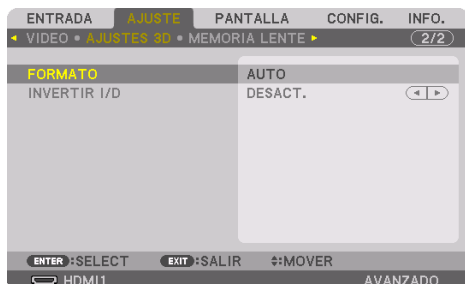 ENTRADA AJUSTE PANTALLA CONFIG. INFO.
VIDEO • AJUSTES 3D • MEMORIA LENTE 2/2
FORMATO AUTO
INVERTIR I/D DESACT.
ENTER :SELECT EXIT :SALIR :MOVER
HDMI1 AVANZADO